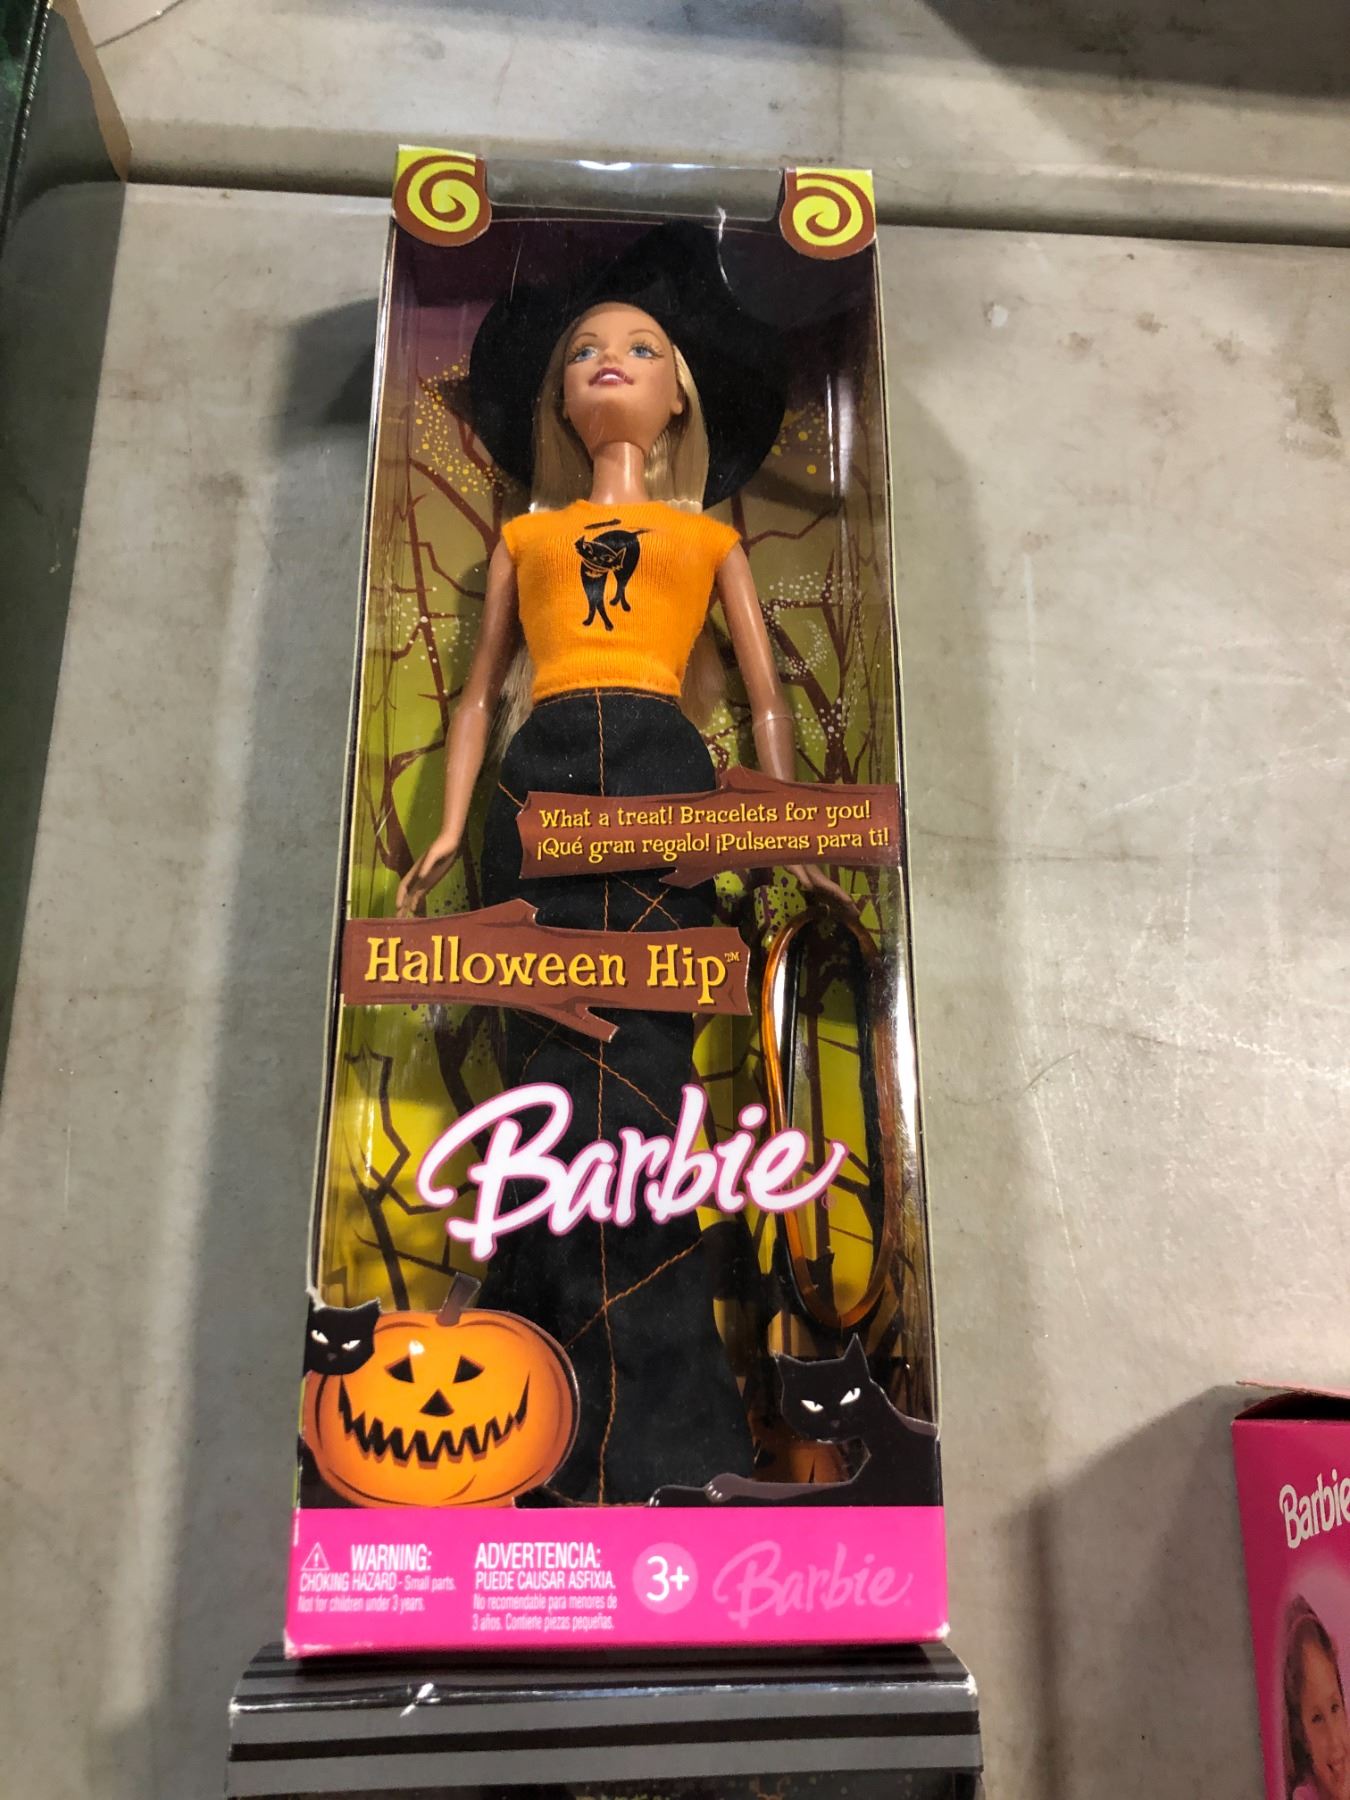 What a treat! Bracelets for you!
¡Qué gran regalo! ¡Pulseras para ti!
Halloween Hip™
Barbie®
WARNING:
CHOKING HAZARD - Small parts.
Not for children under 3 years.
ADVERTENCIA:
PUEDE CAUSAR ASFIXIA.
No recomendable para menores de
3 años. Contiene piezas pequeñas.
3+
Barbie
Barbie